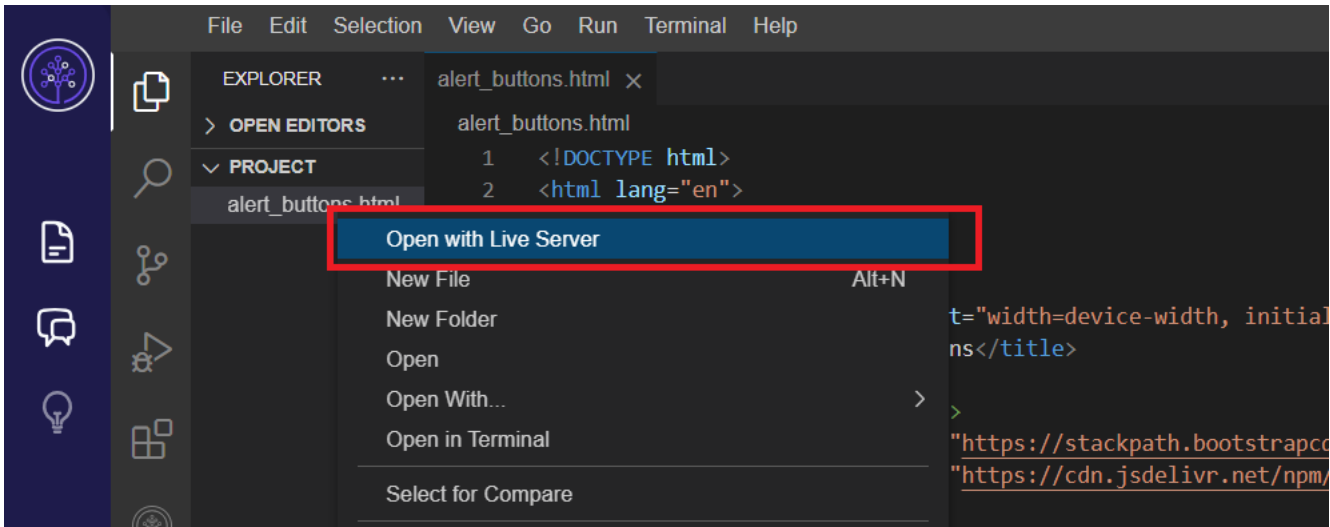 File Edit Selection View Go Run Terminal Help
EXPLORER ···
alert_buttons.html ×
OPEN EDITORS
PROJECT
alert_buttons.html
alert_buttons.html
1 <!DOCTYPE html>
2 <html lang="en">
t="width=device-width, initial
ns</title>
>
"https://stackpath.bootstrapc
"https://cdn.jsdelivr.net/npm/
Open with Live Server
New File Alt+N
New Folder
Open
Open With...
Open in Terminal
Select for Compare